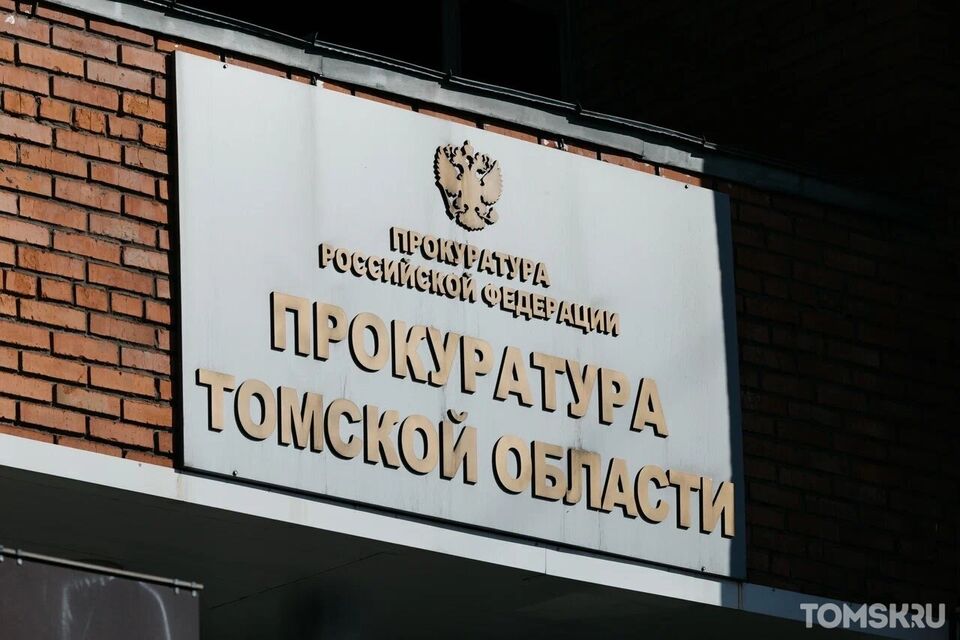 ПРОКУРАТУРА
РОССИЙСКОЙ ФЕДЕРАЦИИ
ПРОКУРАТУРА
ТОМСКОЙ ОБЛАСТИ
TOMSK.RU